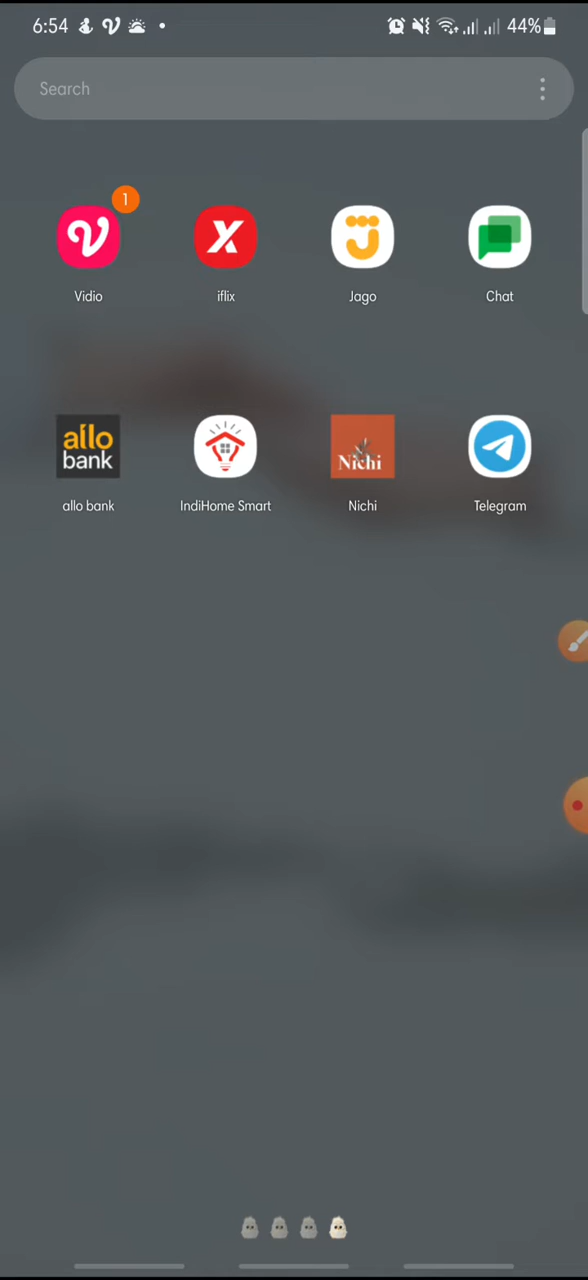 6:54 44%
Search
1
Vidio iflix Jago Chat
allo
bank
Nichi
allo bank IndiHome Smart Nichi Telegram